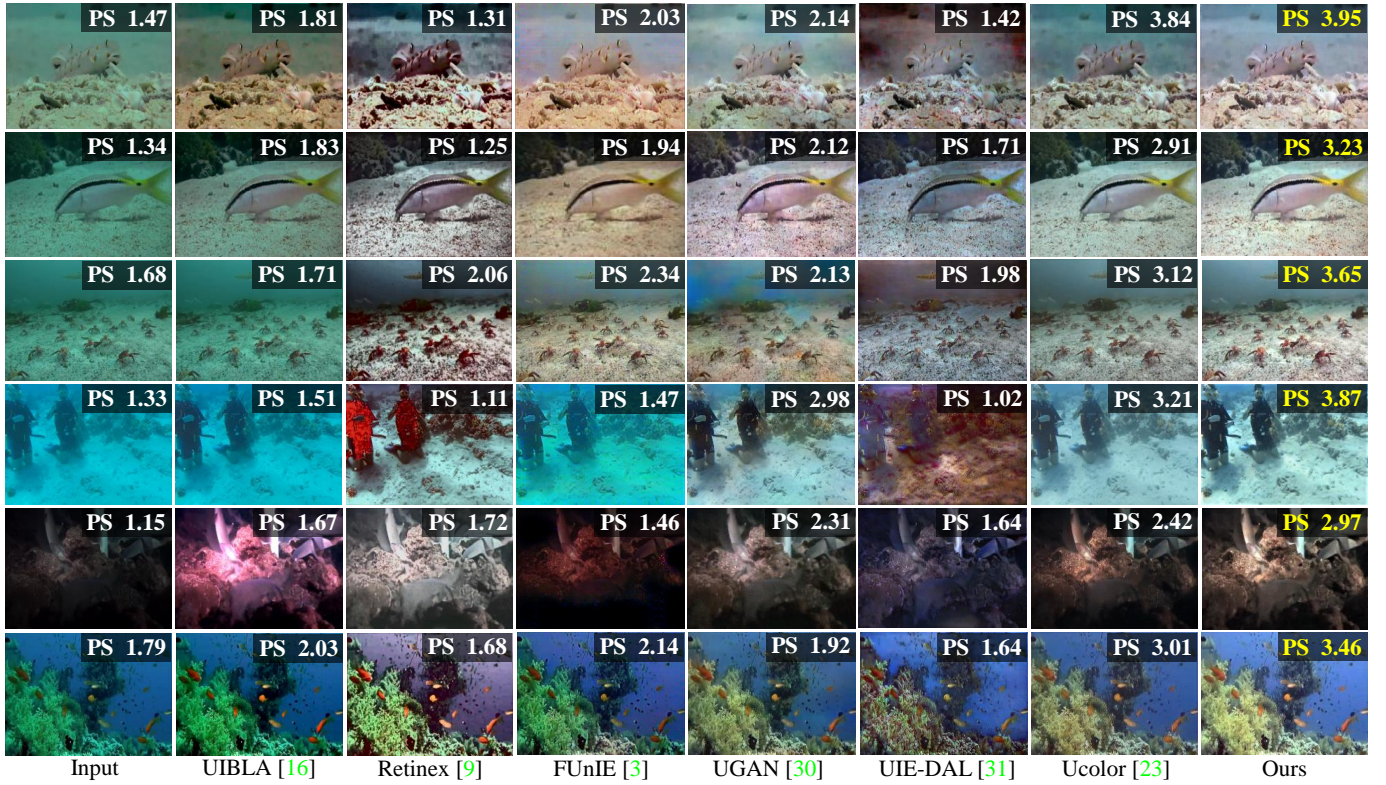 PS 1.47 PS 1.81 PS 1.31 PS 2.03 PS 2.14 PS 1.42 PS 3.84 PS 3.95
PS 1.34 PS 1.83 PS 1.25 PS 1.94 PS 2.12 PS 1.71 PS 2.91 PS 3.23
PS 1.68 PS 1.71 PS 2.06 PS 2.34 PS 2.13 PS 1.98 PS 3.12 PS 3.65
PS 1.33 PS 1.51 PS 1.11 PS 1.47 PS 2.98 PS 1.02 PS 3.21 PS 3.87
PS 1.15 PS 1.67 PS 1.72 PS 1.46 PS 2.31 PS 1.64 PS 2.42 PS 2.97
PS 1.79 PS 2.03 PS 1.68 PS 2.14 PS 1.92 PS 1.64 PS 3.01 PS 3.46
Input UIBLA [16] Retinex [9] FUnIE [3] UGAN [30] UIE-DAL [31] Ucolor [23] Ours